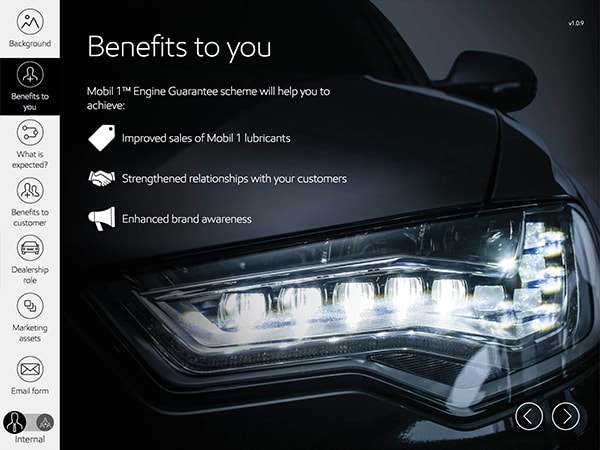 Background
Benefits to
you
What is
expected?
Benefits to
customer
Dealership
role
Marketing
assets
Email form
Internal
v1.0.9
Benefits to you
Mobil 1™ Engine Guarantee scheme will help you to
achieve:
Improved sales of Mobil 1 lubricants
Strengthened relationships with your customers
Enhanced brand awareness